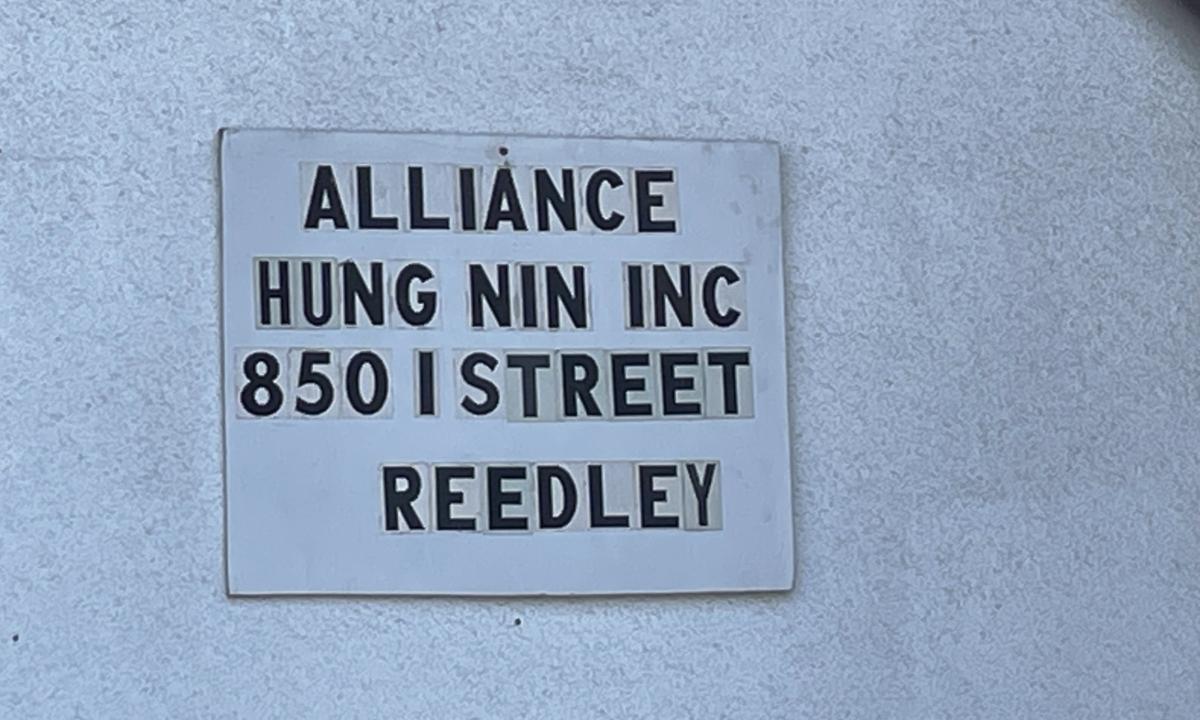 ALLIANCE
HUNG NIN INC
850 I STREET
REEDLEY